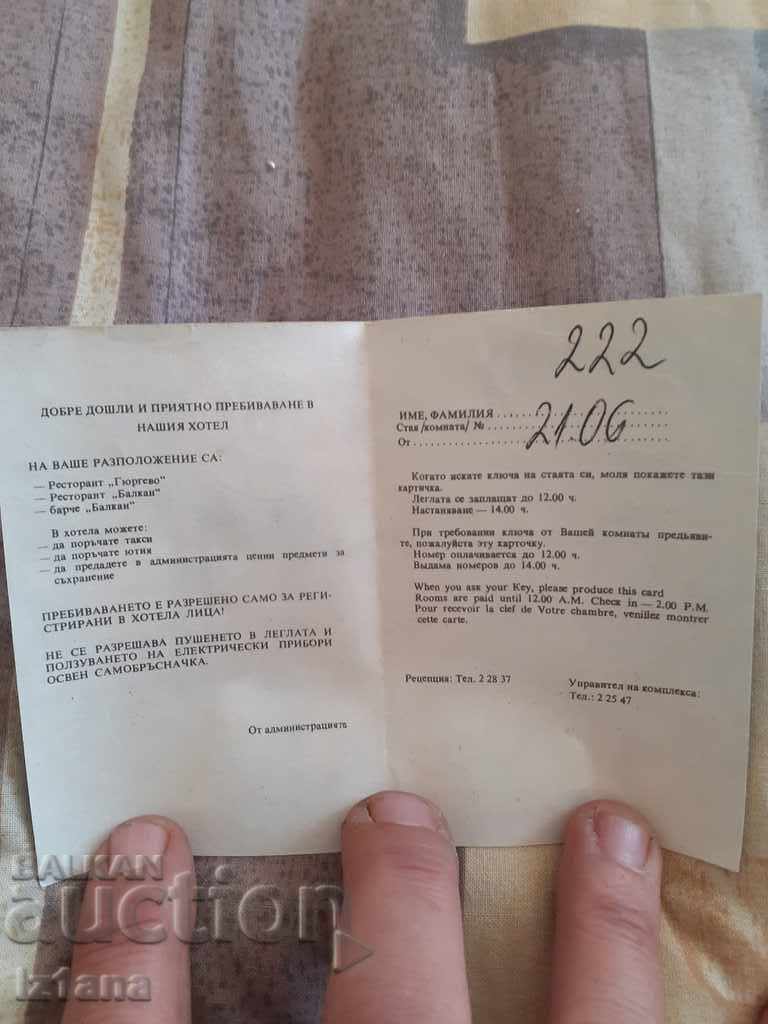 ДОБРЕ ДОШЛИ И ПРИЯТНО ПРЕБИВАВАНЕ В
НАШИЯ ХОТЕЛ
НА ВАШЕ РАЗПОЛОЖЕНИЕ СА:
— Ресторант „Гюргево"
— Ресторант „Балкан"
— барче „Балкан"
В хотела можете:
— да поръчате такси
— да поръчате ютия
— да предадете в администрацията ценни предмети за
съхранение
ПРЕБИВАВАНЕТО Е РАЗРЕШЕНО САМО ЗА РЕГИ-
СТРИРАНИ В ХОТЕЛА ЛИЦА!
НЕ СЕ РАЗРЕШАВА ПУШЕНЕТО В ЛЕГЛАТА И
ПОЛЗУВАНЕТО НА ЕЛЕКТРИЧЕСКИ ПРИБОРИ
ОСВЕН САМОБРЪСНАЧКА.
От администрацията
222
ИМЕ, ФАМИЛИЯ
Стая /комната/ № 2106
От
Когато искате ключа на стаята си, моля покажете тази
картичка.
Леглата се заплащат до 12.00 ч.
Настаняване — 14.00 ч.
При требовании ключа от Вашей комнаты предьяви-
те, пожалуйста эту карточку.
Номер оплачивается до 12.00 ч.
Выдама номеров до 14.00 ч.
When you ask your Key, please produce this card
Rooms are paid until 12.00 A.M. Check in — 2.00 P.M.
Pour recevoir la clef de Votre chambre, venillez montrer
cette carte.
Рецепция: Тел. 2 28 37
Управител на комплекса:
Тел.: 2 25 47
BALKAN
auction
iz1ana